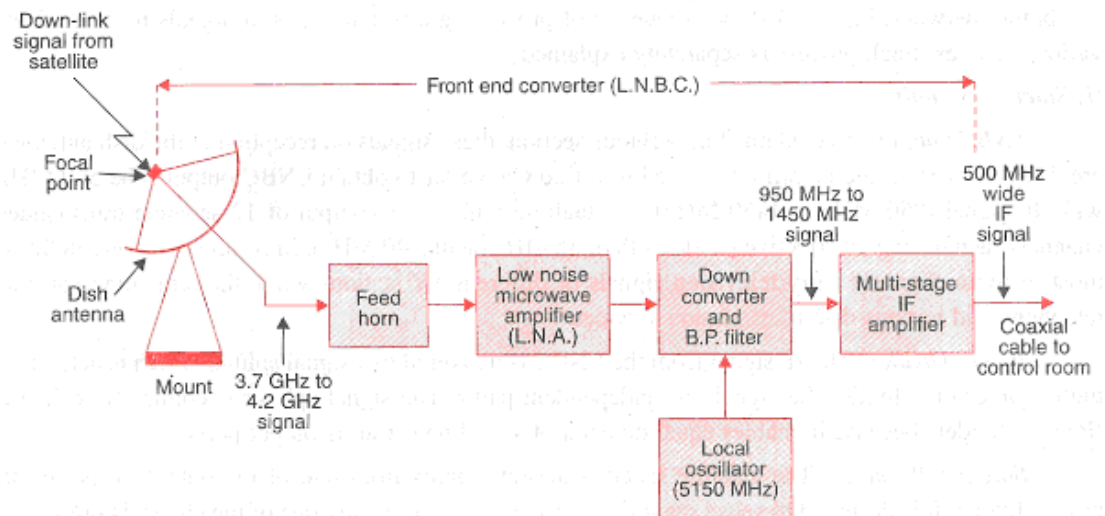 Down-link
signal from
satellite
Front end converter (L.N.B.C.)
Focal
point
500 MHz
wide
IF
signal
950 MHz to
1450 MHz
signal
Dish
antenna
Feed
horn
Low noise
microwave
amplifier
(L.N.A.)
Down
converter
and
B.P. filter
Multi-stage
IF
amplifier
Mount
3.7 GHz to
4.2 GHz
signal
Coaxial
cable to
control room
Local
oscillator
(5150 MHz)